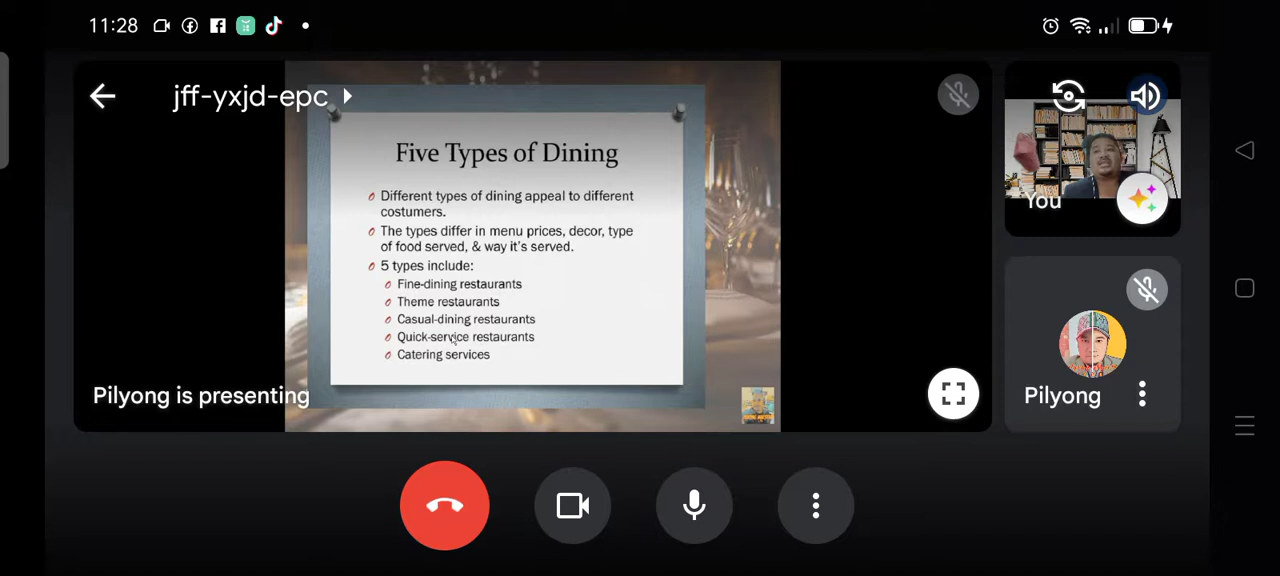 11:28
jff-yxjd-epc
Five Types of Dining
Different types of dining appeal to different
costumers.
The types differ in menu prices, decor, type
of food served, & way it's served.
5 types include:
Fine-dining restaurants
Theme restaurants
Casual-dining restaurants
Quick-service restaurants
Catering services
Pilyong is presenting
You
Pilyong